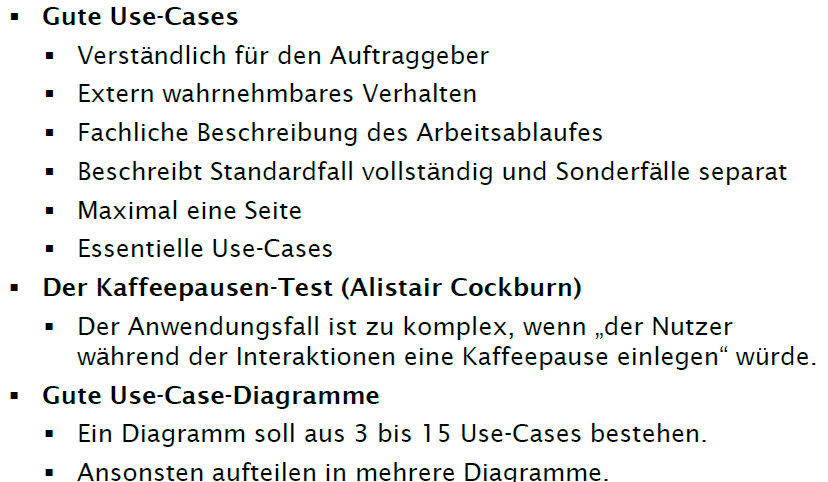 ▪ Gute Use-Cases
▪ Verständlich für den Auftraggeber
▪ Extern wahrnehmbares Verhalten
▪ Fachliche Beschreibung des Arbeitsablaufes
▪ Beschreibt Standardfall vollständig und Sonderfälle separat
▪ Maximal eine Seite
▪ Essentielle Use-Cases
▪ Der Kaffeepausen-Test (Alistair Cockburn)
▪ Der Anwendungsfall ist zu komplex, wenn „der Nutzer
während der Interaktionen eine Kaffeepause einlegen“ würde.
▪ Gute Use-Case-Diagramme
▪ Ein Diagramm soll aus 3 bis 15 Use-Cases bestehen.
▪ Ansonsten aufteilen in mehrere Diagramme.